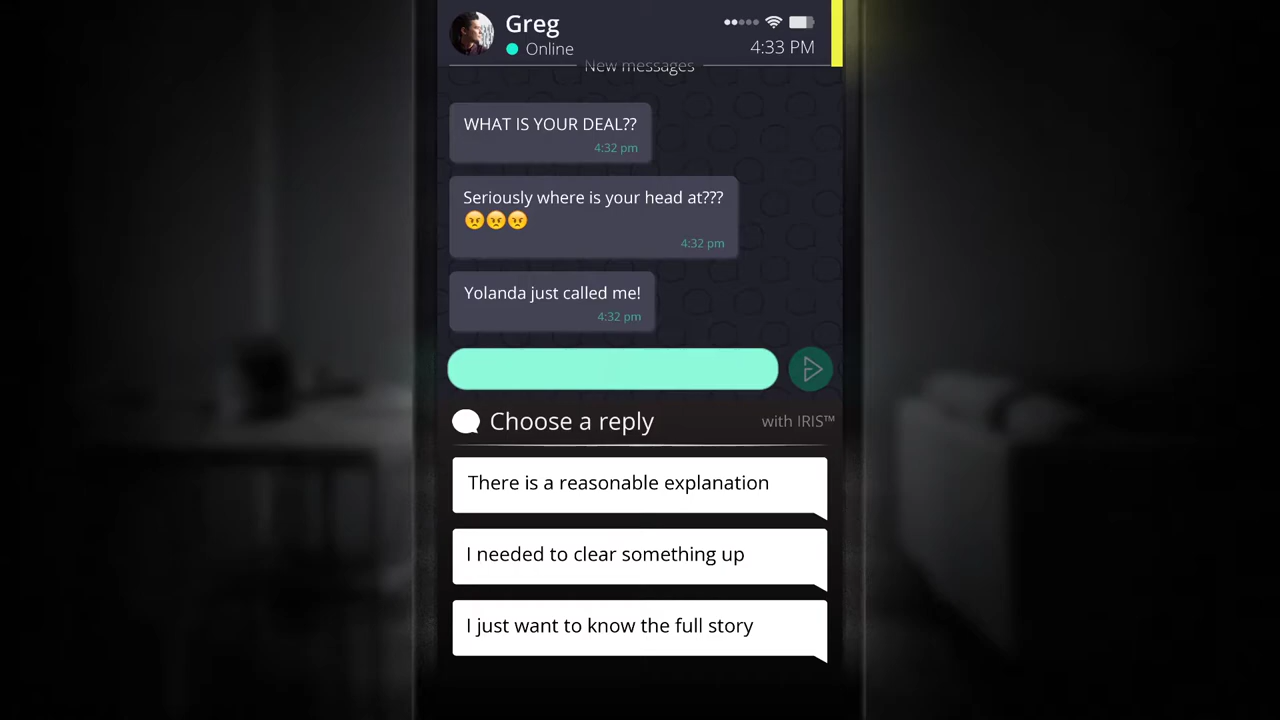 Greg
Online
4:33 PM
New messages
WHAT IS YOUR DEAL??
4:32 pm
Seriously where is your head at???
😠😠😠
4:32 pm
Yolanda just called me!
4:32 pm
Choose a reply
with IRIS™
There is a reasonable explanation
I needed to clear something up
I just want to know the full story